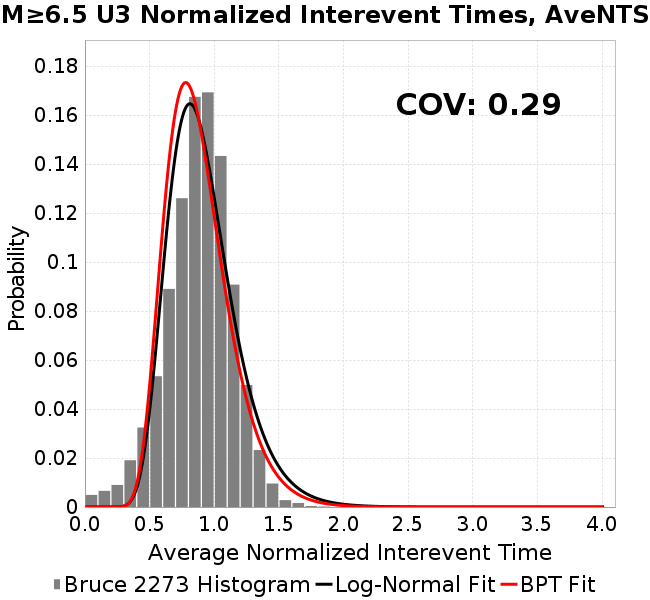 M≥6.5 U3 Normalized Interevent Times, AveNTS
COV: 0.29
Probability
0.18
0.16
0.14
0.12
0.1
0.08
0.06
0.04
0.02
0
0.0 0.5 1.0 1.5 2.0 2.5 3.0 3.5 4.0
Average Normalized Interevent Time
Bruce 2273 Histogram Log-Normal Fit BPT Fit